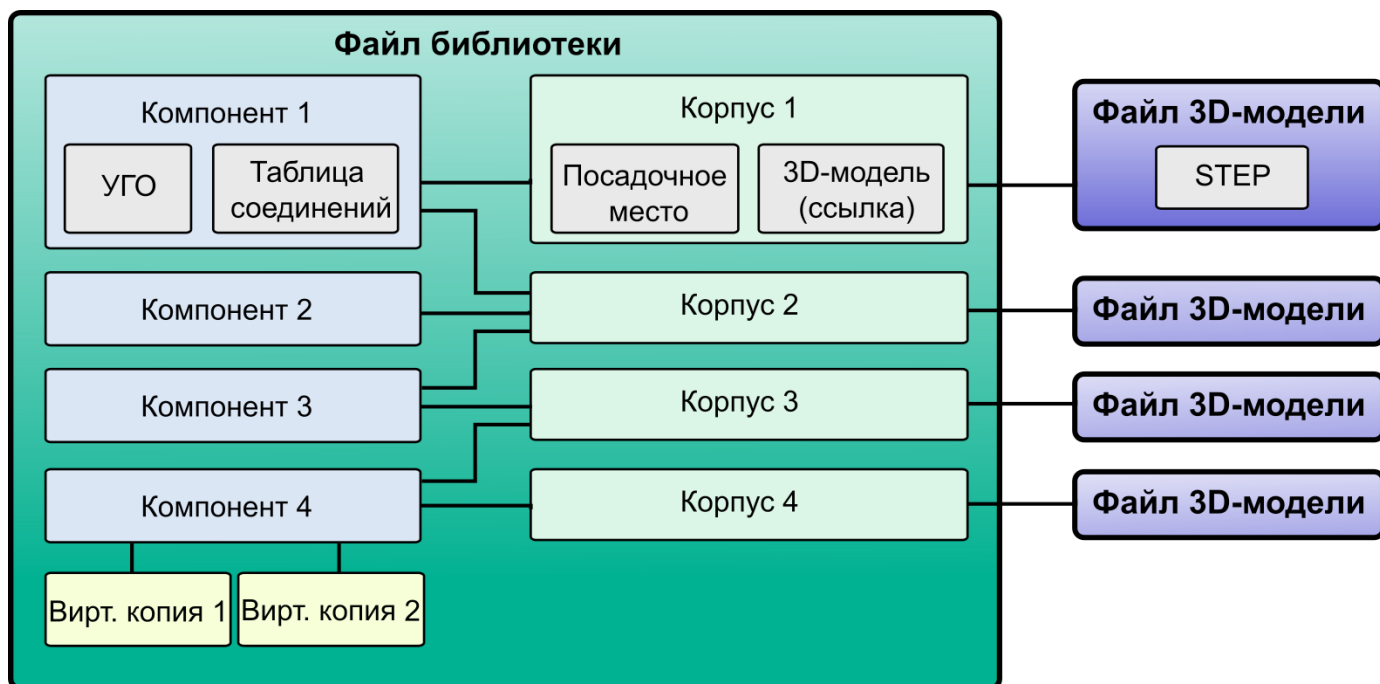 Файл библиотеки
Компонент 1
УГО
Таблица
соединений
Корпус 1
Посадочное
место
3D-модель
(ссылка)
Файл 3D-модели
STEP
Компонент 2
Корпус 2
Файл 3D-модели
Компонент 3
Корпус 3
Файл 3D-модели
Компонент 4
Корпус 4
Файл 3D-модели
Вирт. копия 1
Вирт. копия 2